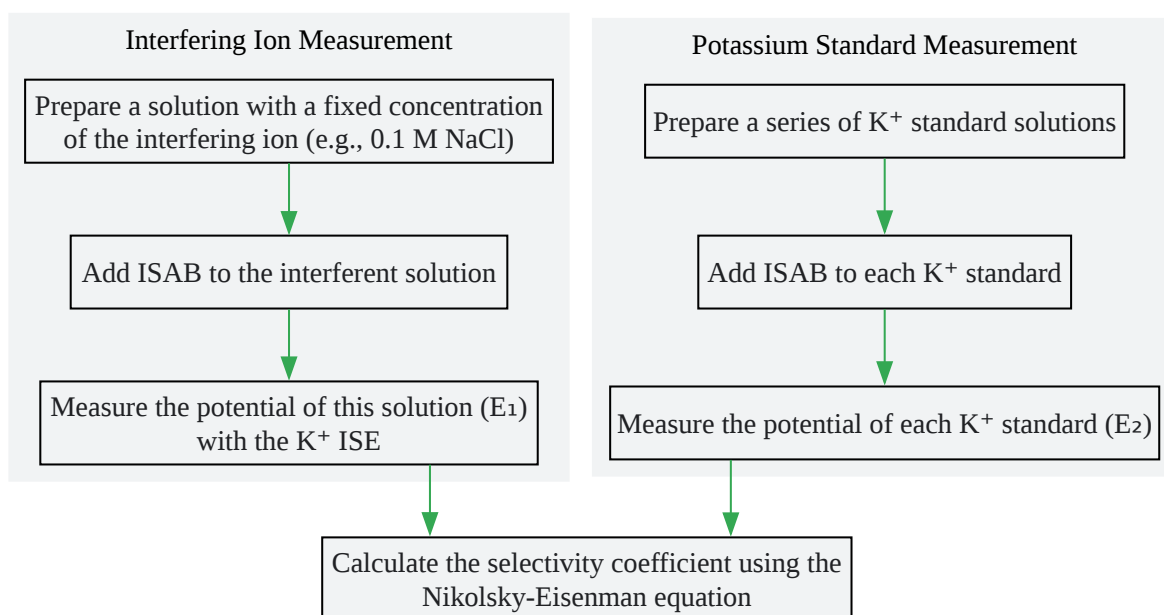 Interfering Ion Measurement
Prepare a solution with a fixed concentration
of the interfering ion (e.g., 0.1 M NaCl)
Add ISAB to the interferent solution
Measure the potential of this solution (E₁)
with the K⁺ ISE
Potassium Standard Measurement
Prepare a series of K⁺ standard solutions
Add ISAB to each K⁺ standard
Measure the potential of each K⁺ standard (E₂)
Calculate the selectivity coefficient using the
Nikolsky-Eisenman equation